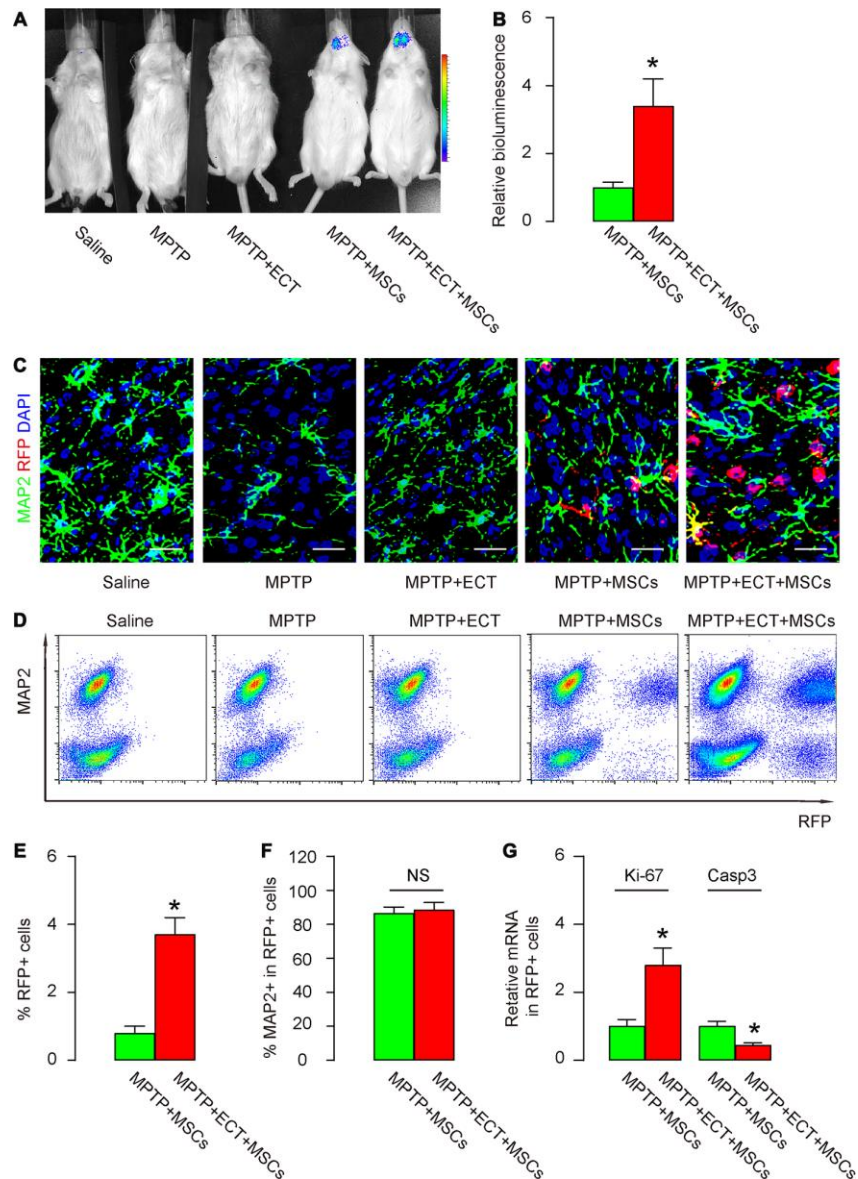 A
Saline
MPTP
MPTP+ECT
MPTP+MSCs
MPTP+ECT+MSCs
B
Relative bioluminescence
6
4
2
0
*
MPTP+MSCs
MPTP+ECT+MSCs
C
MAP2 RFP DAPI
Saline
MPTP
MPTP+ECT
MPTP+MSCs
MPTP+ECT+MSCs
D
Saline
MPTP
MPTP+ECT
MPTP+MSCs
MPTP+ECT+MSCs
MAP2
RFP
E
% RFP+ cells
6
4
2
0
*
MPTP+MSCs
MPTP+ECT+MSCs
F
% MAP2+ in RFP+ cells
120
100
80
60
40
20
0
NS
MPTP+MSCs
MPTP+ECT+MSCs
G
Retative mRNA
in RFP+ cells
6
4
2
0
Ki-67
Casp3
*
*
MPTP+MSCs
MPTP+ECT+MSCs
MPTP+MSCs
MPTP+ECT+MSCs